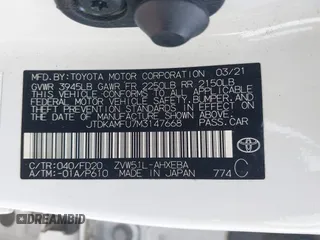 MFD.BY:TOYOTA MOTOR CORPORATION 03/21
GVWR 3945LB GAWR FR 2250LB RR 2150LB
THIS VEHICLE CONFORMS TO ALL APPLICABLE
FEDERAL MOTOR VEHICLE SAFETY, BUMPER, AND
THEFT PREVENTION STANDARDS IN EFFECT ON
THE DATE OF MANUFACTURE SHOWN ABOVE.
JTDKAMFU7M3147668 PASS.CAR
C/TR:040/FD20 ZVW51L-AHXEBA C
A/TM:-01A/P610 MADE IN JAPAN 774
TOYOTA